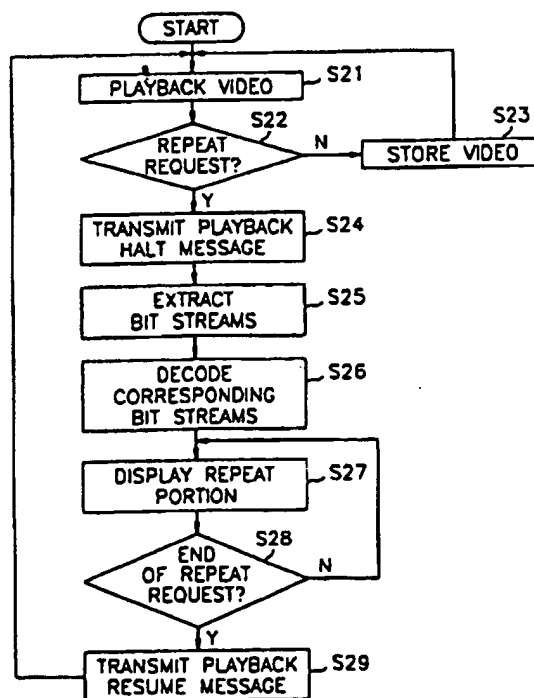 START
PLAYBACK VIDEO
S21
S22
REPEAT
REQUEST?
N
S23
STORE VIDEO
Y
TRANSMIT PLAYBACK
HALT MESSAGE
S24
EXTRACT
BIT STREAMS
S25
DECODE
CORRESPONDING
BIT STREAMS
S26
DISPLAY REPEAT
PORTION
S27
S28
END
OF REPEAT
REQUEST?
N
Y
TRANSMIT PLAYBACK
RESUME MESSAGE
S29